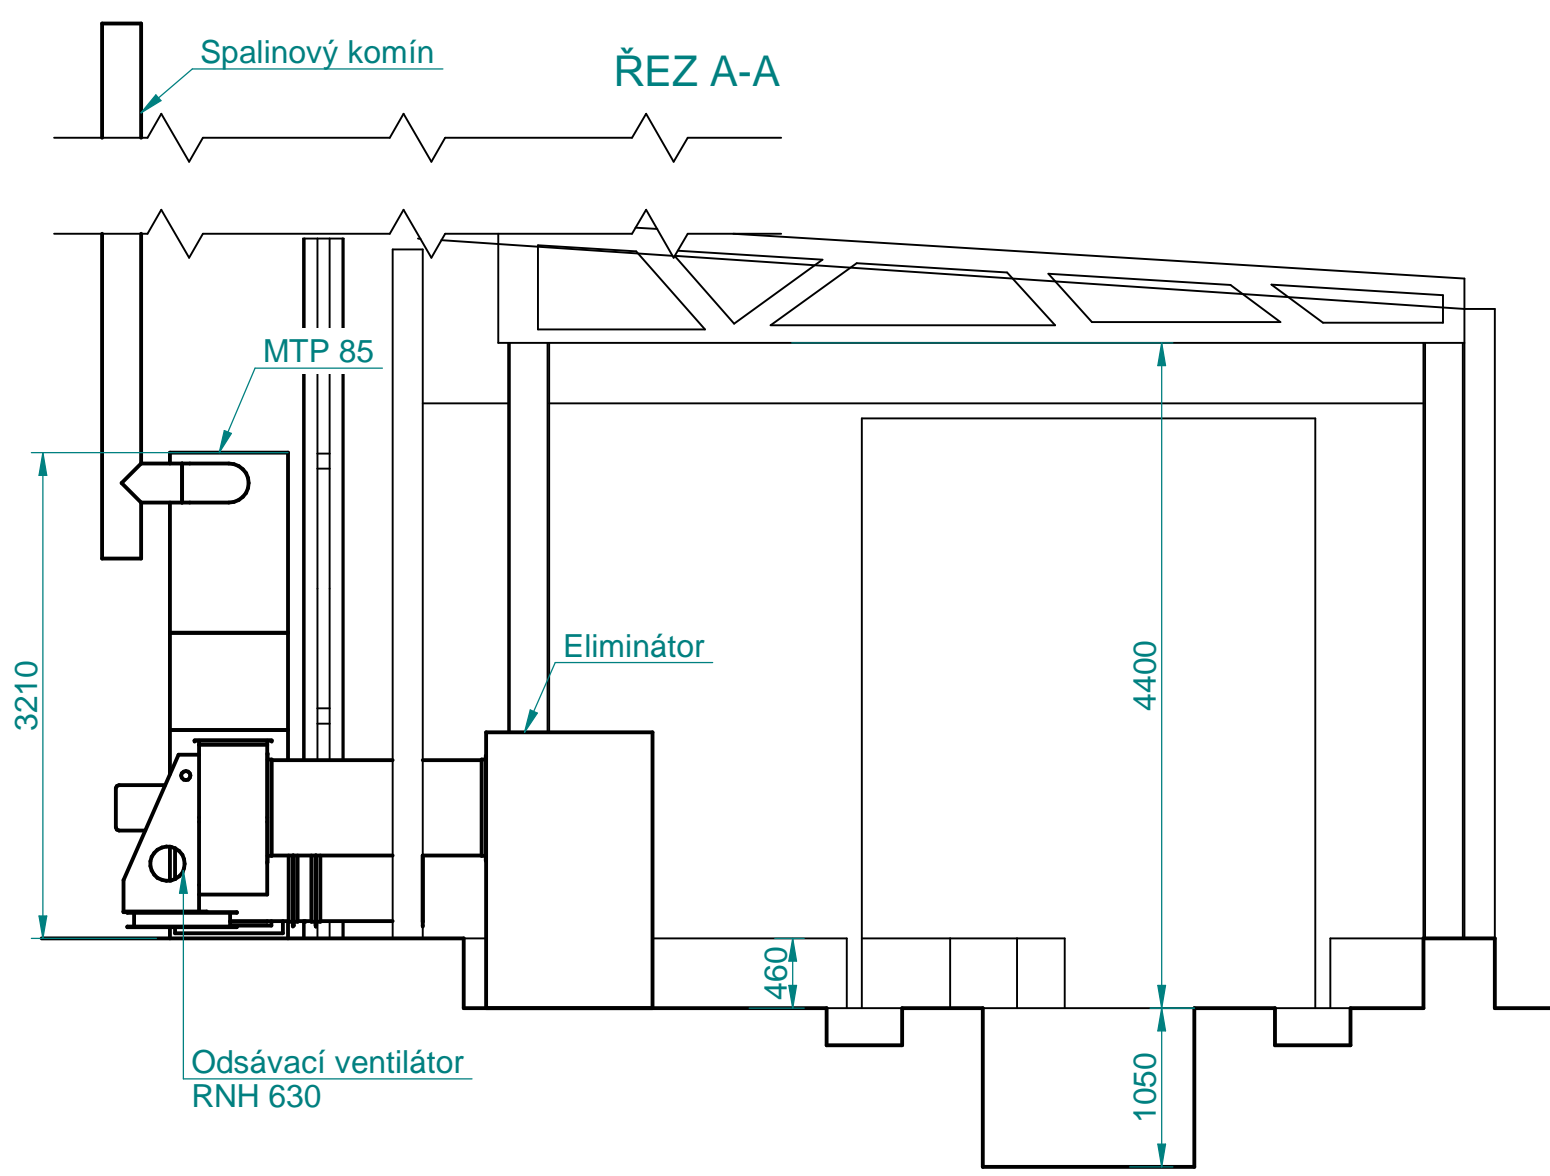 Spalinový komín
ŘEZ A-A
MTP 85
Eliminátor
3210
4400
460
1050
Odsávací ventilátor
RNH 630